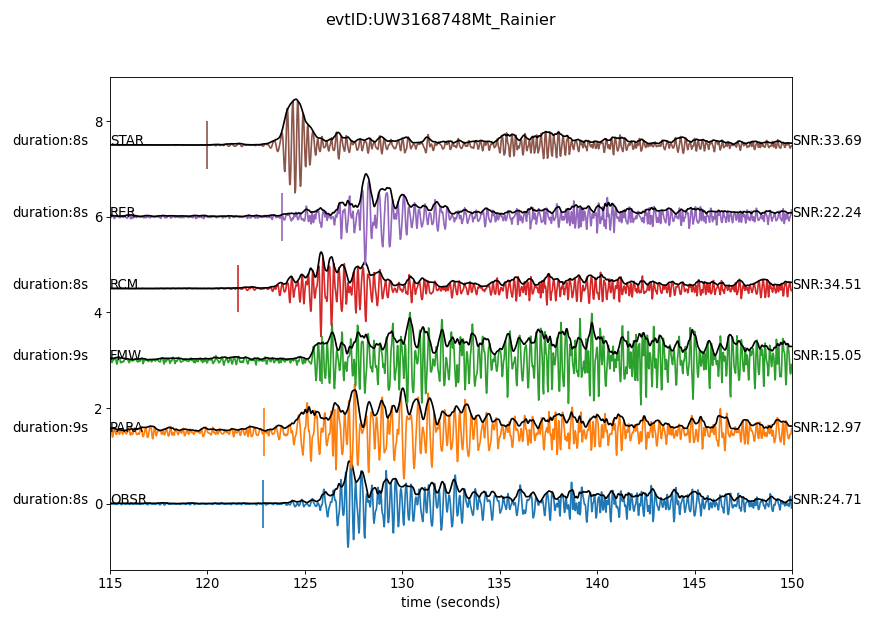 evtID:UW3168748Mt_Rainier
8
duration:8s STAR SNR:33.69
duration:8s RER SNR:22.24
6
duration:8s RCM SNR:34.51
4
duration:9s FMW SNR:15.05
2
duration:9s PARA SNR:12.97
duration:8s OBSR SNR:24.71
0
115 120 125 130 135 140 145 150
time (seconds)